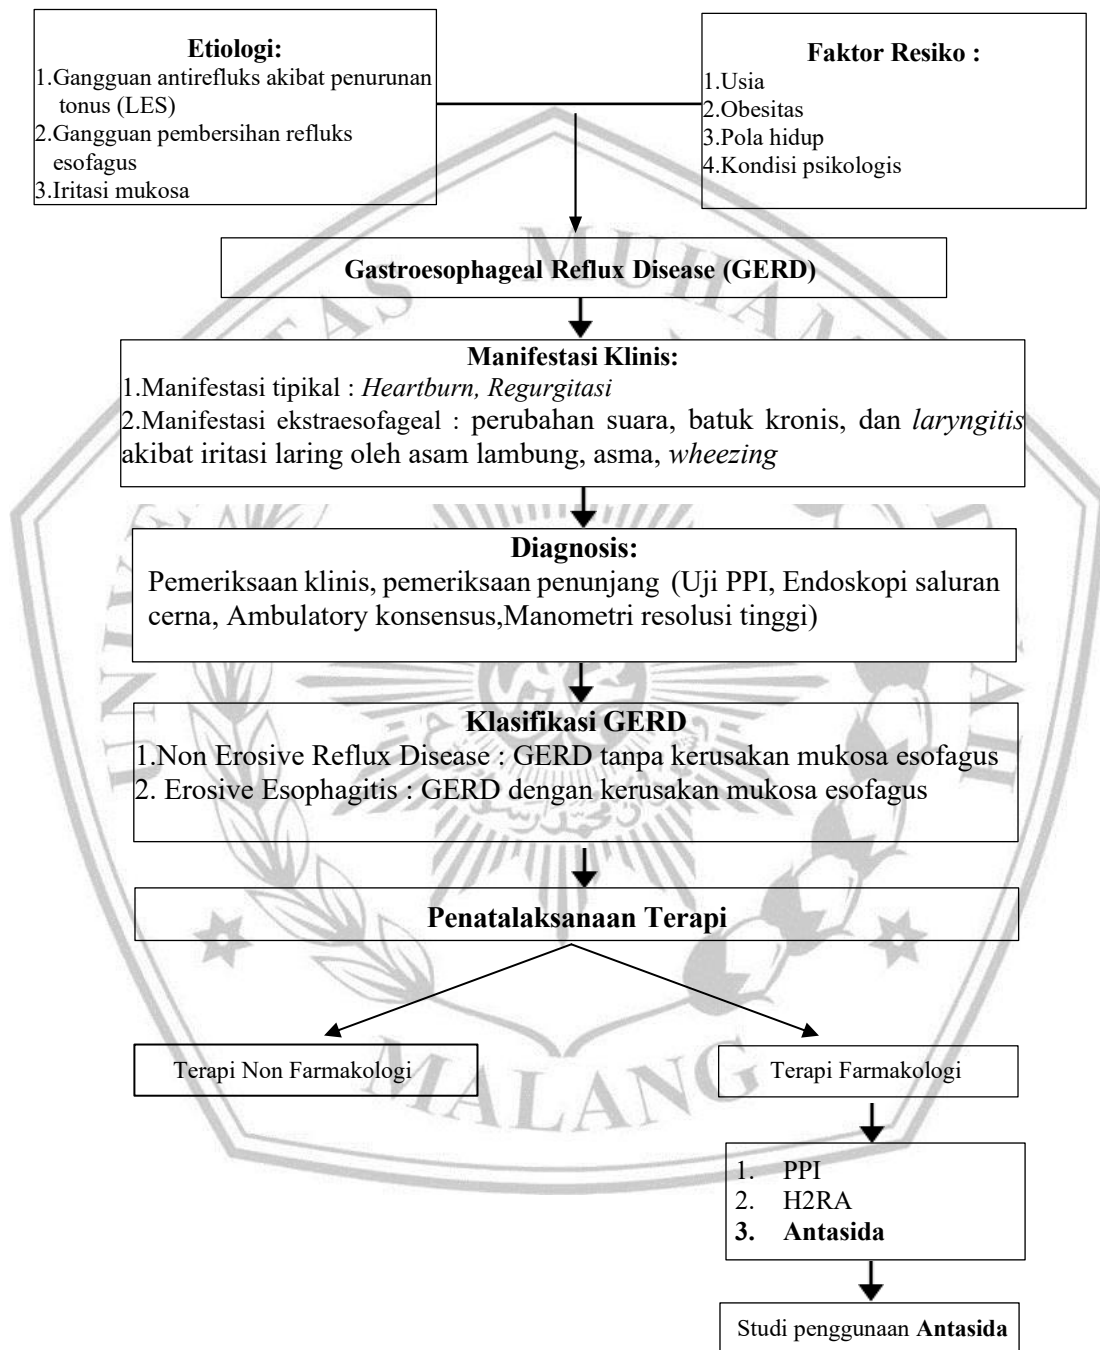 Etiologi:
1.Gangguan antirefluks akibat penurunan
tonus (LES)
2.Gangguan pembersihan refluks
esofagus
3.Iritasi mukosa
Faktor Resiko :
1.Usia
2.Obesitas
3.Pola hidup
4.Kondisi psikologis
Gastroesophageal Reflux Disease (GERD)
Manifestasi Klinis:
1.Manifestasi tipikal : Heartburn, Regurgitasi
2.Manifestasi ekstraesofageal : perubahan suara, batuk kronis, dan laryngitis
akibat iritasi laring oleh asam lambung, asma, wheezing
Diagnosis:
Pemeriksaan klinis, pemeriksaan penunjang (Uji PPI, Endoskopi saluran
cerna, Ambulatory konsensus,Manometri resolusi tinggi)
Klasifikasi GERD
1.Non Erosive Reflux Disease : GERD tanpa kerusakan mukosa esofagus
2. Erosive Esophagitis : GERD dengan kerusakan mukosa esofagus
Penatalaksanaan Terapi
Terapi Non Farmakologi
Terapi Farmakologi
1. PPI
2. H2RA
3. Antasida
Studi penggunaan Antasida
MALANG